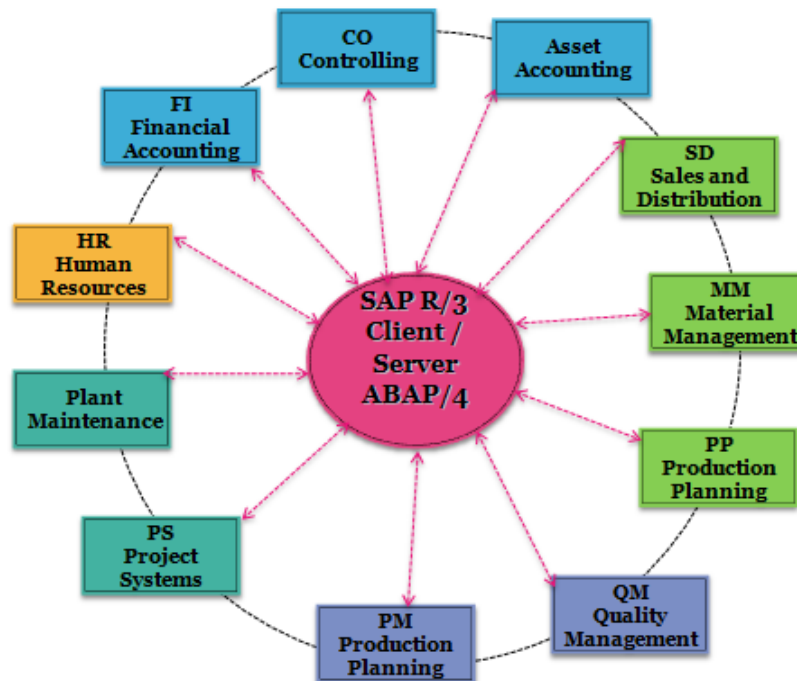 CO
Controlling
Asset
Accounting
FI
Financial
Accounting
SD
Sales and
Distribution
HR
Human
Resources
SAP R/3
Client /
Server
ABAP/4
MM
Material
Management
Plant
Maintenance
PP
Production
Planning
PS
Project
Systems
QM
Quality
Management
PM
Production
Planning